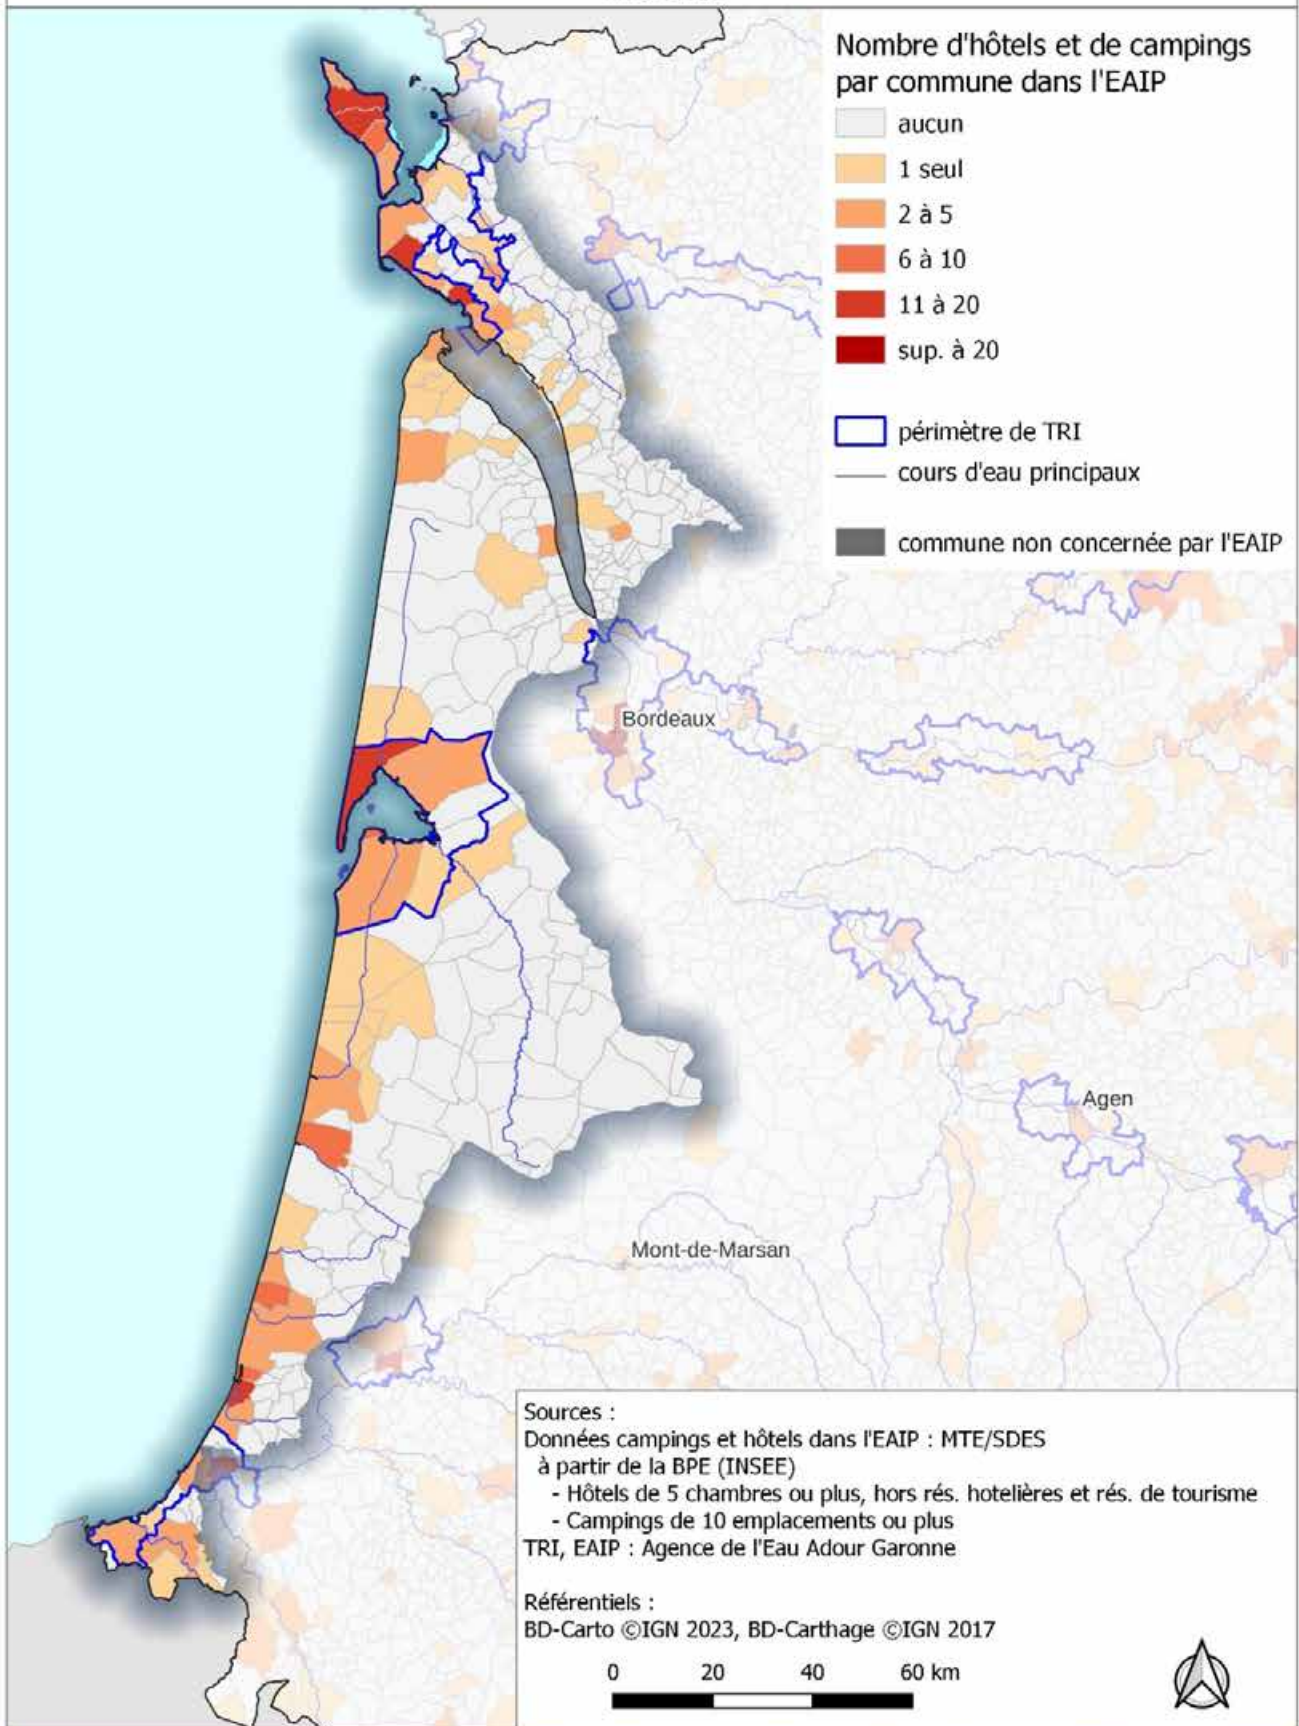 Nombre d'hôtels et de campings
par commune dans l'EAIP
aucun
1 seul
2 à 5
6 à 10
11 à 20
sup. à 20
périmètre de TRI
cours d'eau principaux
commune non concernée par l'EAIP
Bordeaux
Agen
Mont-de-Marsan
Sources :
Données campings et hôtels dans l'EAIP : MTE/SDES
à partir de la BPE (INSEE)
- Hôtels de 5 chambres ou plus, hors rés. hotelières et rés. de tourisme
- Campings de 10 emplacements ou plus
TRI, EAIP : Agence de l'Eau Adour Garonne
Référentiels :
BD-Carto ©IGN 2023, BD-Carthage ©IGN 2017
0 20 40 60 km